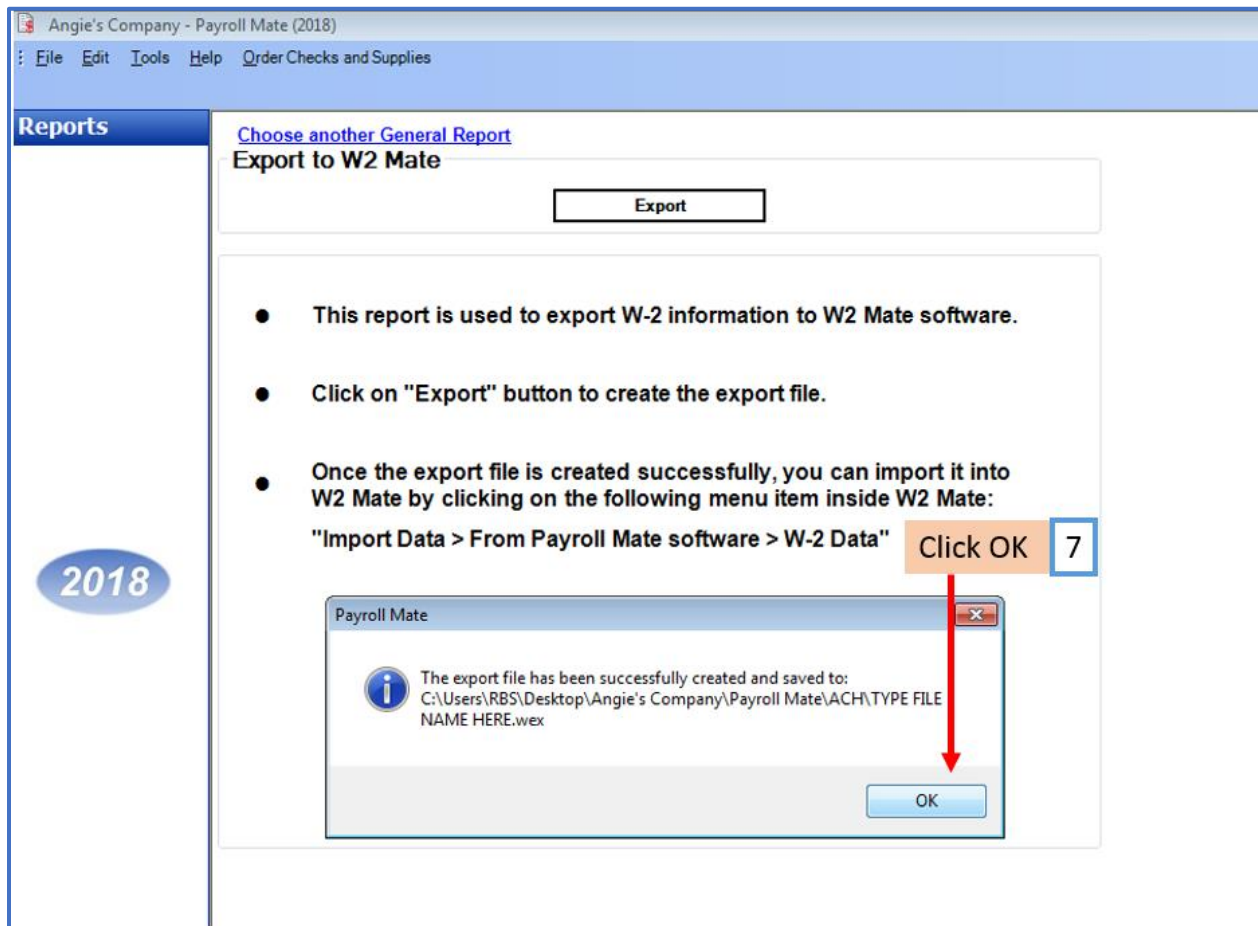 Angie's Company - Payroll Mate (2018)
File Edit Tools Help Order Checks and Supplies
Reports
Choose another General Report
Export to W2 Mate
Export
● This report is used to export W-2 information to W2 Mate software.
● Click on "Export" button to create the export file.
● Once the export file is created successfully, you can import it into
W2 Mate by clicking on the following menu item inside W2 Mate:
"Import Data > From Payroll Mate software > W-2 Data"
Click OK 7
2018
Payroll Mate
The export file has been successfully created and saved to:
C:\Users\RBS\Desktop\Angie's Company\Payroll Mate\ACH\TYPE FILE
NAME HERE.wex
OK